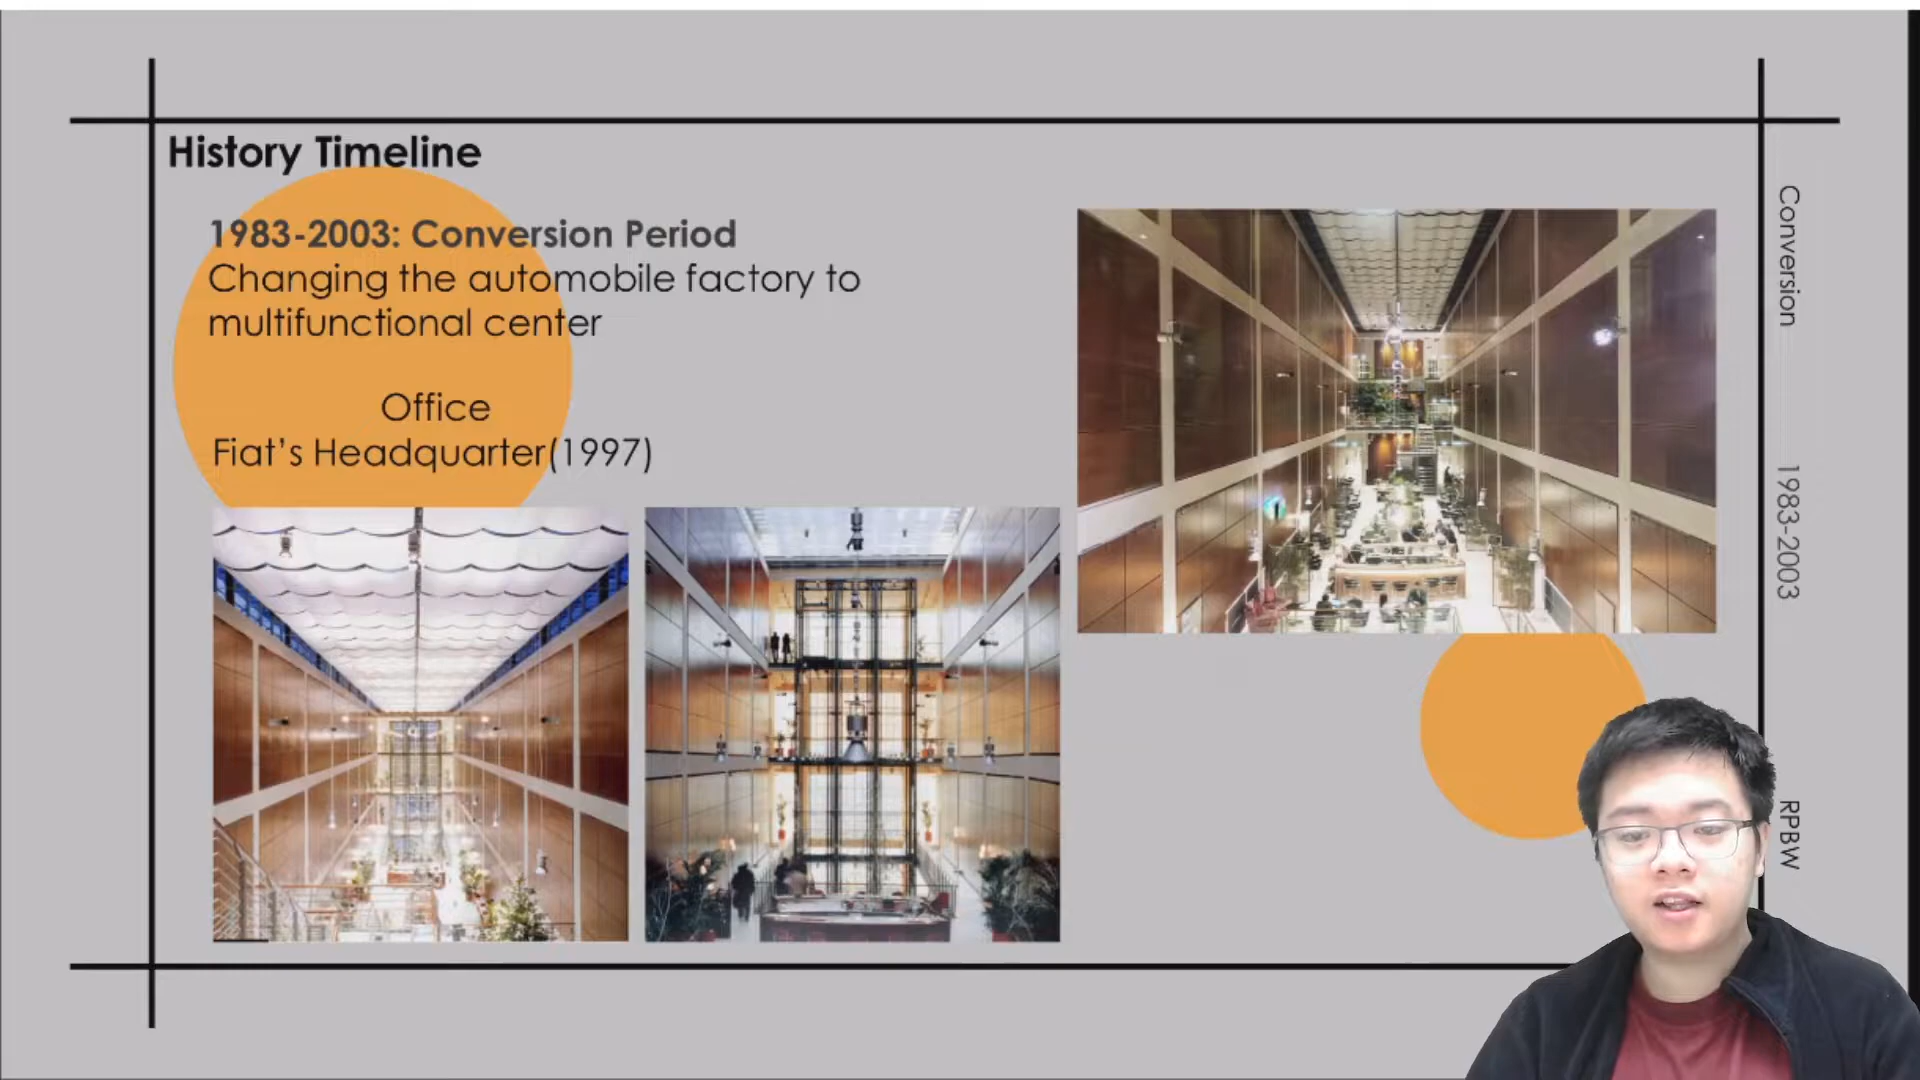 History Timeline
1983-2003: Conversion Period
Changing the automobile factory to
multifunctional center
Office
Fiat’s Headquarter(1997)
Conversion
1983-2003
RPBW